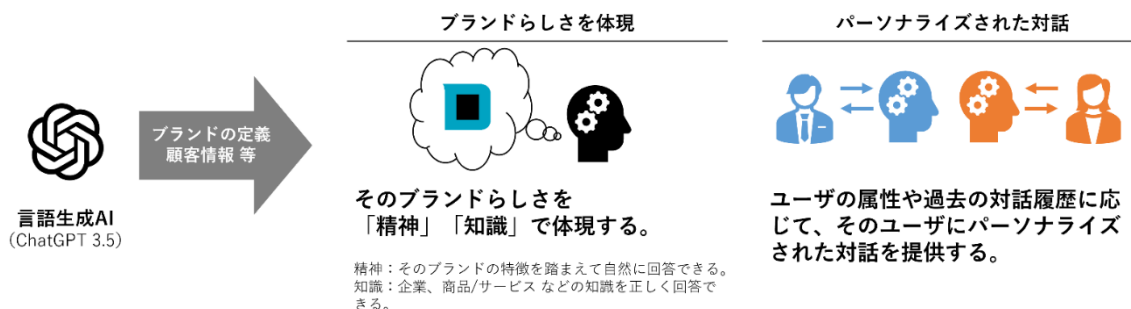 ブランドらしさを体現
パーソナライズされた対話
ブランドの定義
顧客情報 等
言語生成AI
(ChatGPT 3.5)
そのブランドらしさを
「精神」「知識」で体現する。
精神：そのブランドの特徴を踏まえて自然に回答できる。
知識：企業、商品/サービス などの知識を正しく回答で
きる。
ユーザの属性や過去の対話履歴に応
じて、そのユーザにパーソナライズ
された対話を提供する。